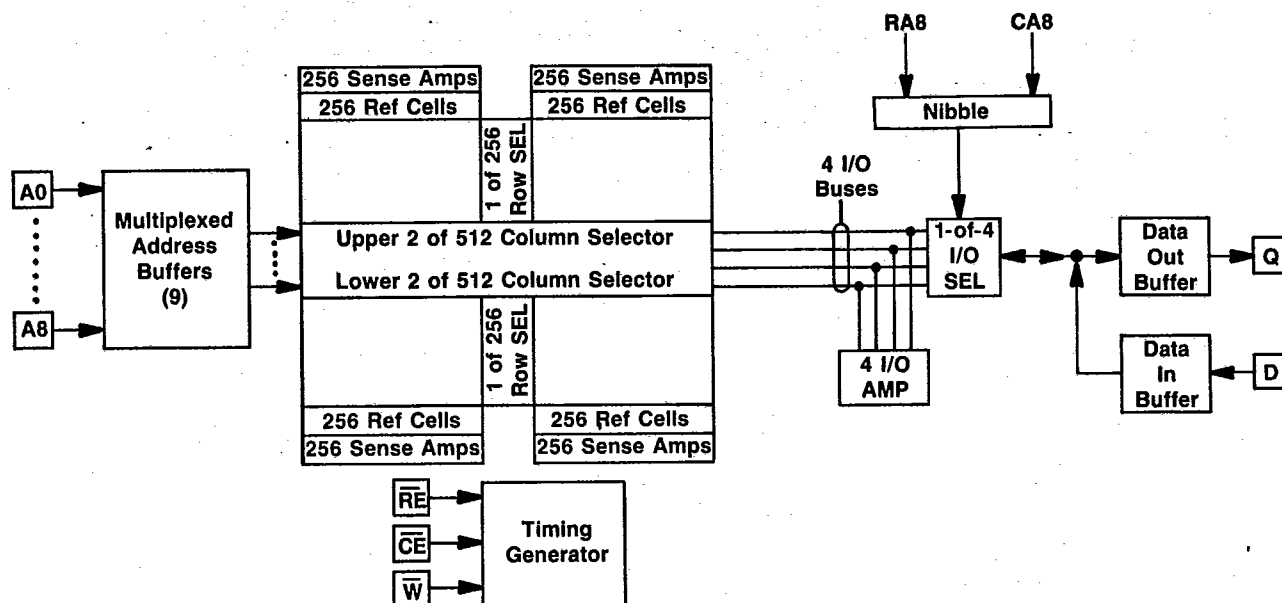 RA8
CA8
256 Sense Amps
256 Sense Amps
256 Ref Cells
256 Ref Cells
Nibble
1 of 256
Row SEL
A0
A8
Multiplexed
Address
Buffers
(9)
Upper 2 of 512 Column Selector
Lower 2 of 512 Column Selector
4 I/O
Buses
1-of-4
I/O
SEL
Data
Out
Buffer
Q
1 of 256
Row SEL
4 I/O
AMP
Data
In
Buffer
D
256 Ref Cells
256 Ref Cells
256 Sense Amps
256 Sense Amps
R̅E̅
C̅E̅
W̅
Timing
Generator